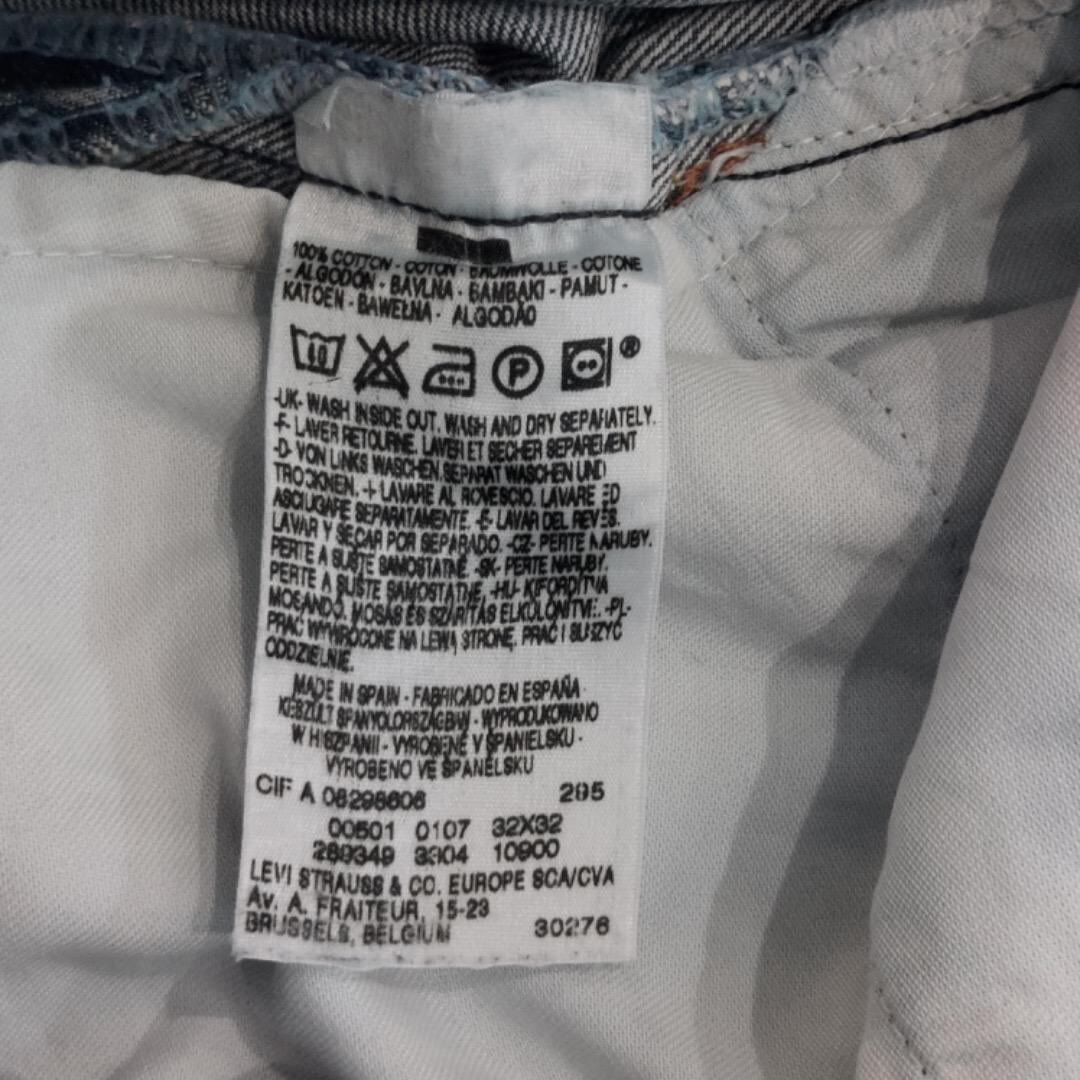 100% COTTON - COTON - BAUMWOLLE - COTONE
- ALGODÓN - BAVLNA - BAMBAKI - PAMUT -
KATOEN - BAWEŁNA - ALGODÃO
40 P ®
-UK- WASH INSIDE OUT. WASH AND DRY SEPARATELY.
-F- LAVER RETOURNE. LAVER ET SECHER SEPAREMENT
-D- VON LINKS WASCHEN. SEPARAT WASCHEN UND
TROCKNEN. -I- LAVARE AL ROVESCIO. LAVARE ED
ASCIUGARE SEPARATAMENTE. -E- LAVAR DEL REVÉS.
LAVAR Y SECAR POR SEPARADO. -CZ- PERTE NARUBY.
PERTE A SUŠTE SAMOSTATNĚ. -SK- PERTE NARUBY.
PERTE A SUŠTE SAMOSTATNE. -HU- KIFORDÍTVA
MOSANDÓ. MOSÁS ÉS SZÁRÍTÁS ELKÜLÖNÍTVE. -PL-
PRAĆ WYWRÓCONE NA LEWĄ STRONĘ. PRAĆ I SUSZYĆ
ODDZIELNIE.
MADE IN SPAIN - FABRICADO EN ESPAÑA
KÉSZÜLT SPANYOLORSZÁGBAN - WYPRODUKOWANO
W HISZPANII - VYROBENÉ V ŠPANIELSKU -
VYROBENO VE ŠPANĚLSKU
CIF A 08298608 295
00501 0107 32X32
269349 3304 10900
LEVI STRAUSS & CO. EUROPE SCA/CVA
Av. A. FRAITEUR, 15-23
BRUSSELS, BELGIUM 30276